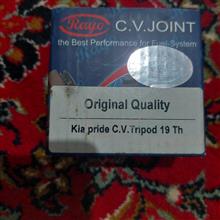 Rayo
C.V.JOINT
the Best Performance for Fuel-System
Original Quality
Kia pride C.V.Tripod 19 Th